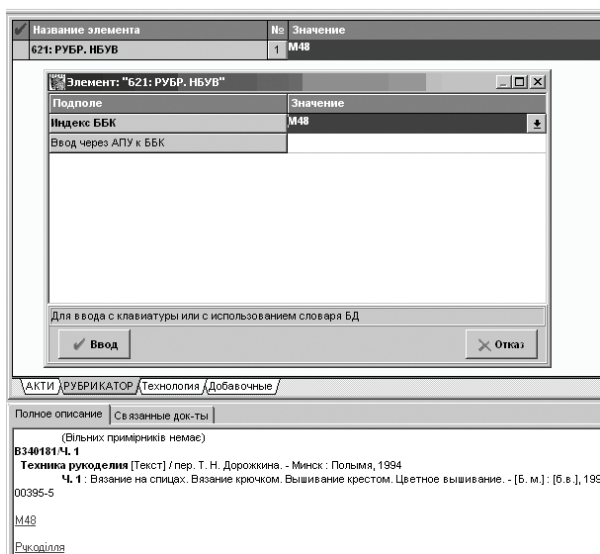 Название элемента № Значение
621: РУБР. НБУВ 1 М48
Элемент: "621: РУБР. НБУВ"
Подполе Значение
Индекс ББК М48
Ввод через АПУ к ББК
Для ввода с клавиатуры или с использованием словаря БД
Ввод Отказ
АКТИ РУБРИКАТОР Технология Добавочные
Полное описание Связанные док-ты
(Вільних примірників немає)
В340181/Ч. 1
Техника рукоделия [Текст] / пер. Т. Н. Дорожкина. - Минск : Полымя, 1994
Ч. 1 : Вязание на спицах. Вязание крючком. Вышивание крестом. Цветное вышивание. - [Б. м.] : [б.в.], 199
00395-5
М48
Рукоділля